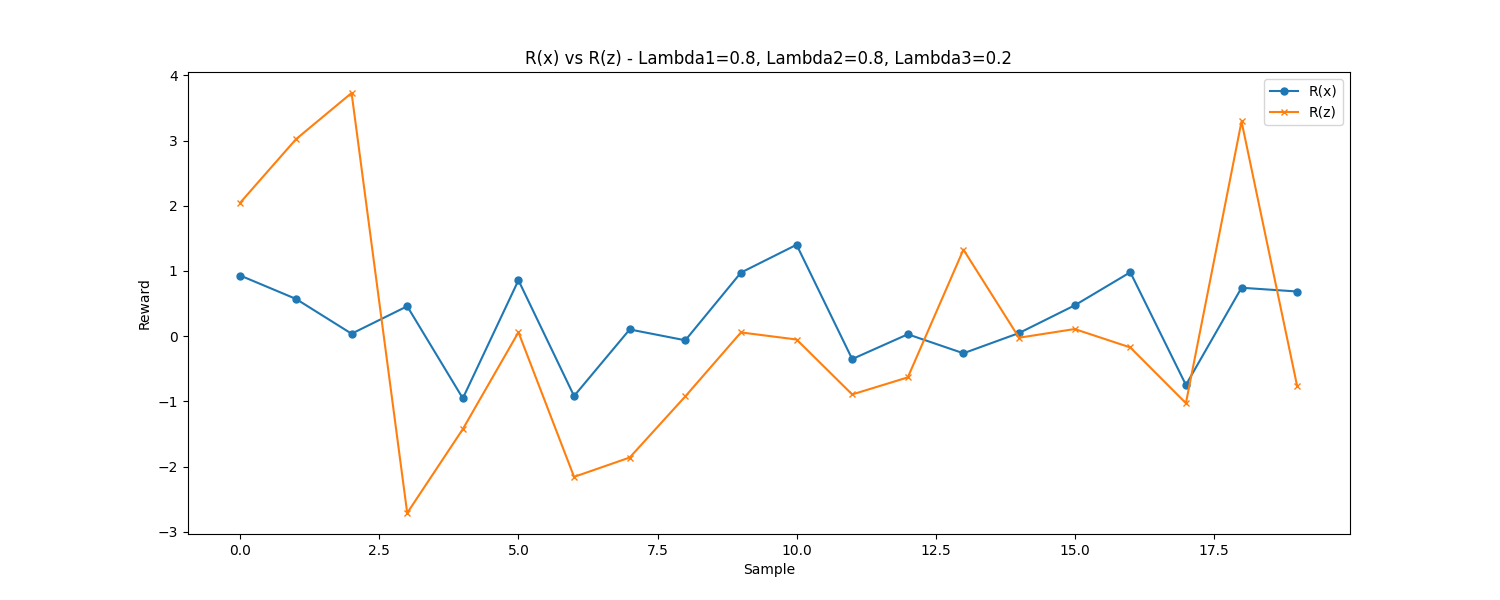 R(x) vs R(z) - Lambda1=0.8, Lambda2=0.8, Lambda3=0.2
R(x)
R(z)
Reward
4
3
2
1
0
−1
−2
−3
0.0 2.5 5.0 7.5 10.0 12.5 15.0 17.5
Sample